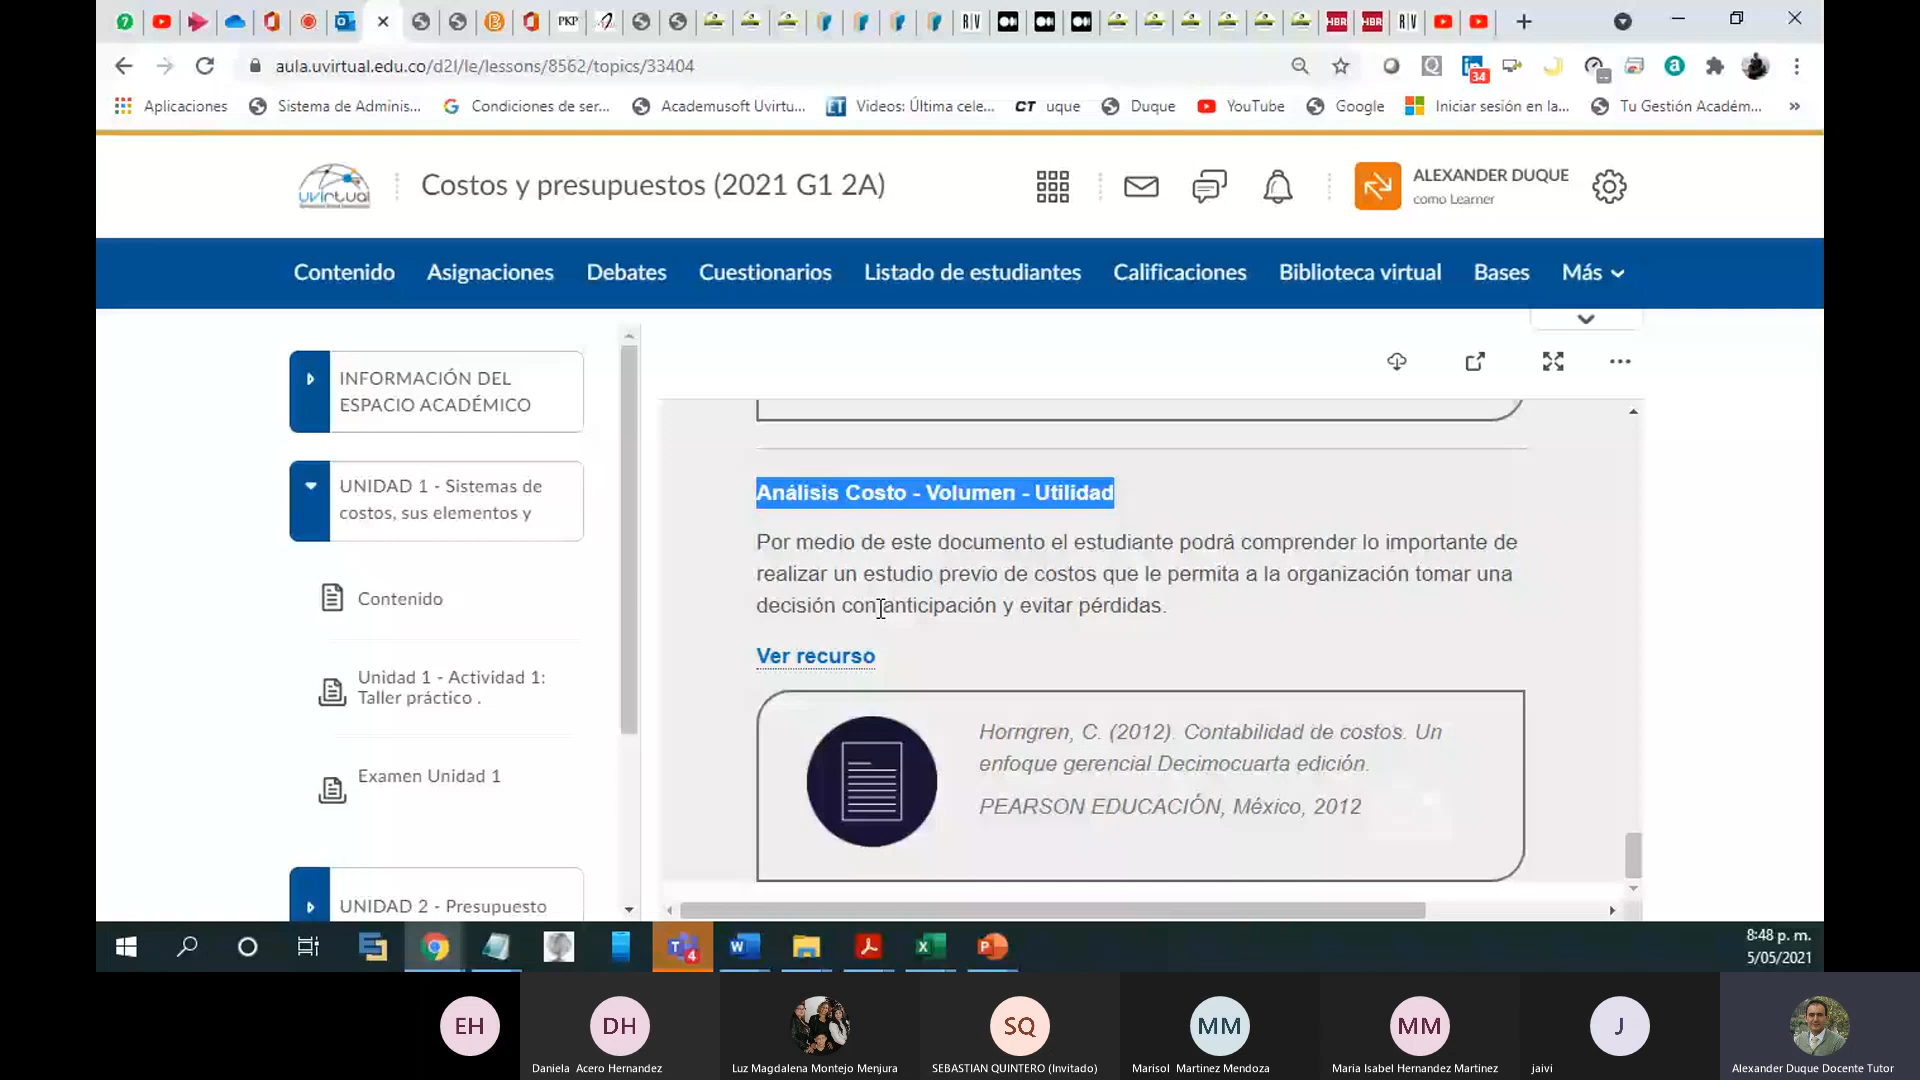 aula.uvirtual.edu.co/d2l/le/lessons/8562/topics/33404
34
Aplicaciones
Sistema de Adminis...
Condiciones de ser...
Academusoft Uvirtu...
ET
Videos: Última cele...
CT
uque
Duque
YouTube
Google
Iniciar sesión en la...
Tu Gestión Académ...
»
uvirtual
Costos y presupuestos (2021 G1 2A)
ALEXANDER DUQUE
como Learner
Contenido
Asignaciones
Debates
Cuestionarios
Listado de estudiantes
Calificaciones
Biblioteca virtual
Bases
Más
INFORMACIÓN DEL
ESPACIO ACADÉMICO
UNIDAD 1 - Sistemas de
costos, sus elementos y
Contenido
Unidad 1 - Actividad 1:
Taller práctico .
Examen Unidad 1
UNIDAD 2 - Presupuesto
Análisis Costo - Volumen - Utilidad
Por medio de este documento el estudiante podrá comprender lo importante de
realizar un estudio previo de costos que le permita a la organización tomar una
decisión con anticipación y evitar pérdidas.
Ver recurso
Horngren, C. (2012). Contabilidad de costos. Un
enfoque gerencial Decimocuarta edición.
PEARSON EDUCACIÓN, México, 2012
4
8:48 p. m.
5/05/2021
EH
DH
SQ
MM
MM
J
Daniela Acero Hernandez
Luz Magdalena Montejo Menjura
SEBASTIAN QUINTERO (Invitado)
Marisol Martinez Mendoza
Maria Isabel Hernandez Martinez
jaivi
Alexander Duque Docente Tutor